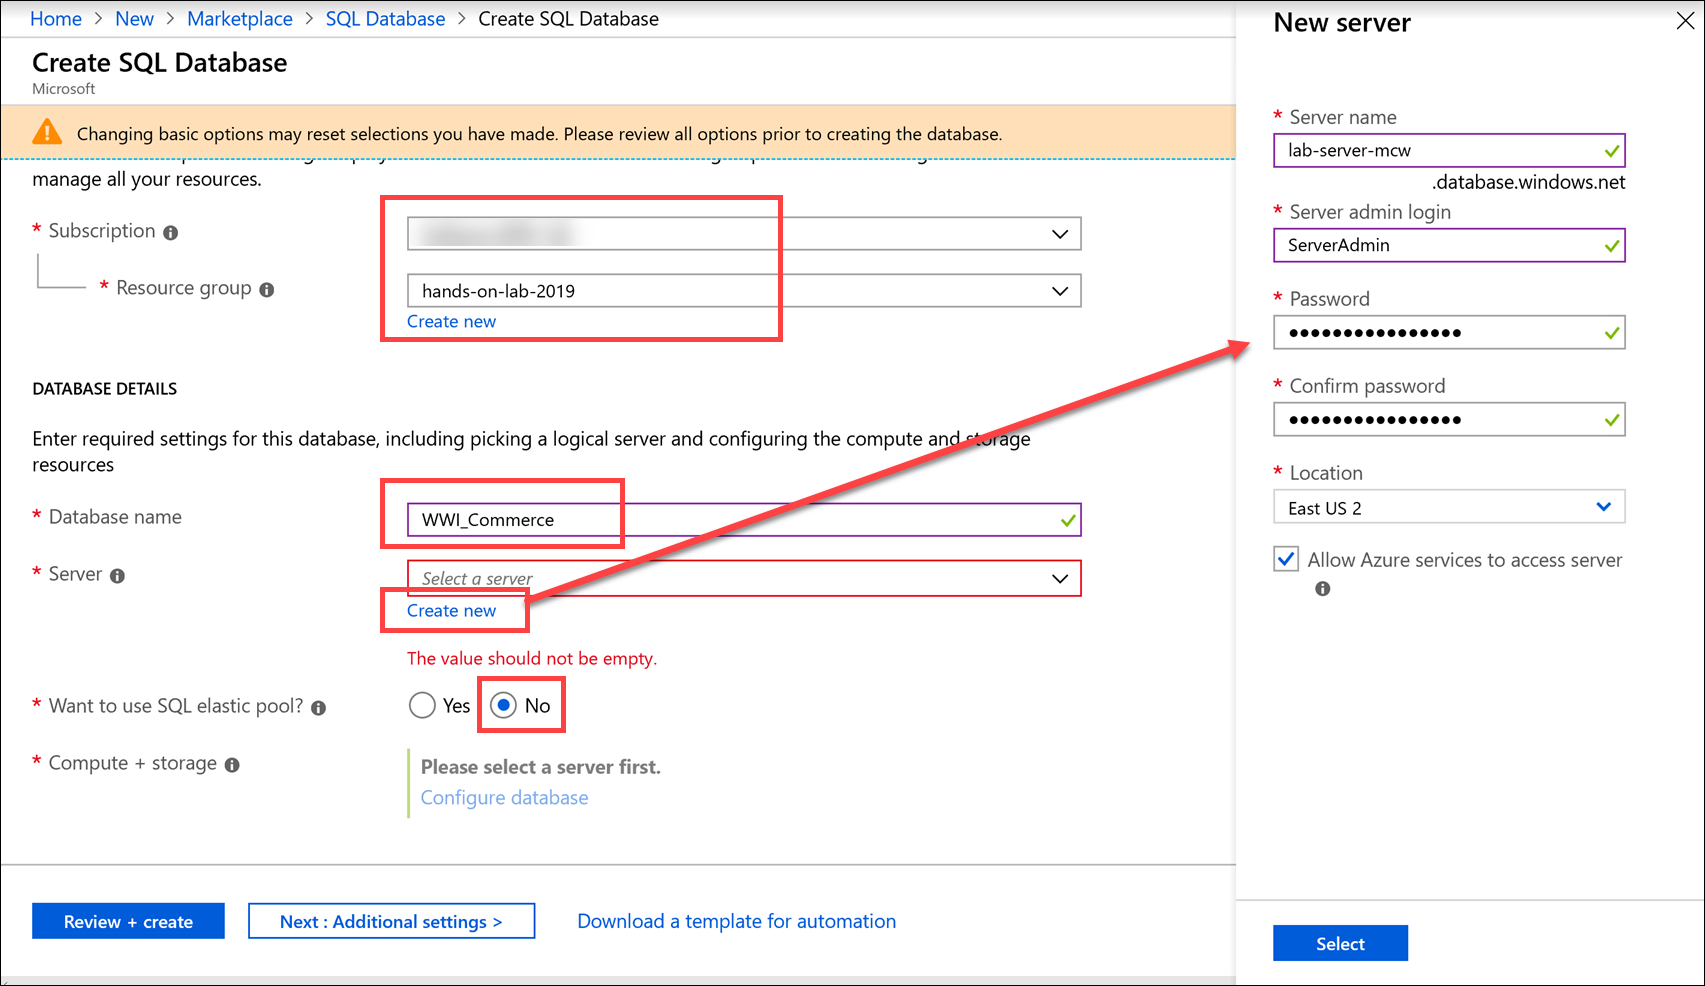 Home > New > Marketplace > SQL Database > Create SQL Database
Create SQL Database
Microsoft
Changing basic options may reset selections you have made. Please review all options prior to creating the database.
manage all your resources.
* Subscription
* Resource group
hands-on-lab-2019
Create new
DATABASE DETAILS
Enter required settings for this database, including picking a logical server and configuring the compute and storage
resources
* Database name
WWI_Commerce
* Server
Select a server
Create new
The value should not be empty.
* Want to use SQL elastic pool?
Yes
No
* Compute + storage
Please select a server first.
Configure database
Review + create
Next : Additional settings >
Download a template for automation
New server
* Server name
lab-server-mcw
.database.windows.net
* Server admin login
ServerAdmin
* Password
••••••••••••••••
* Confirm password
••••••••••••••••
* Location
East US 2
Allow Azure services to access server
Select